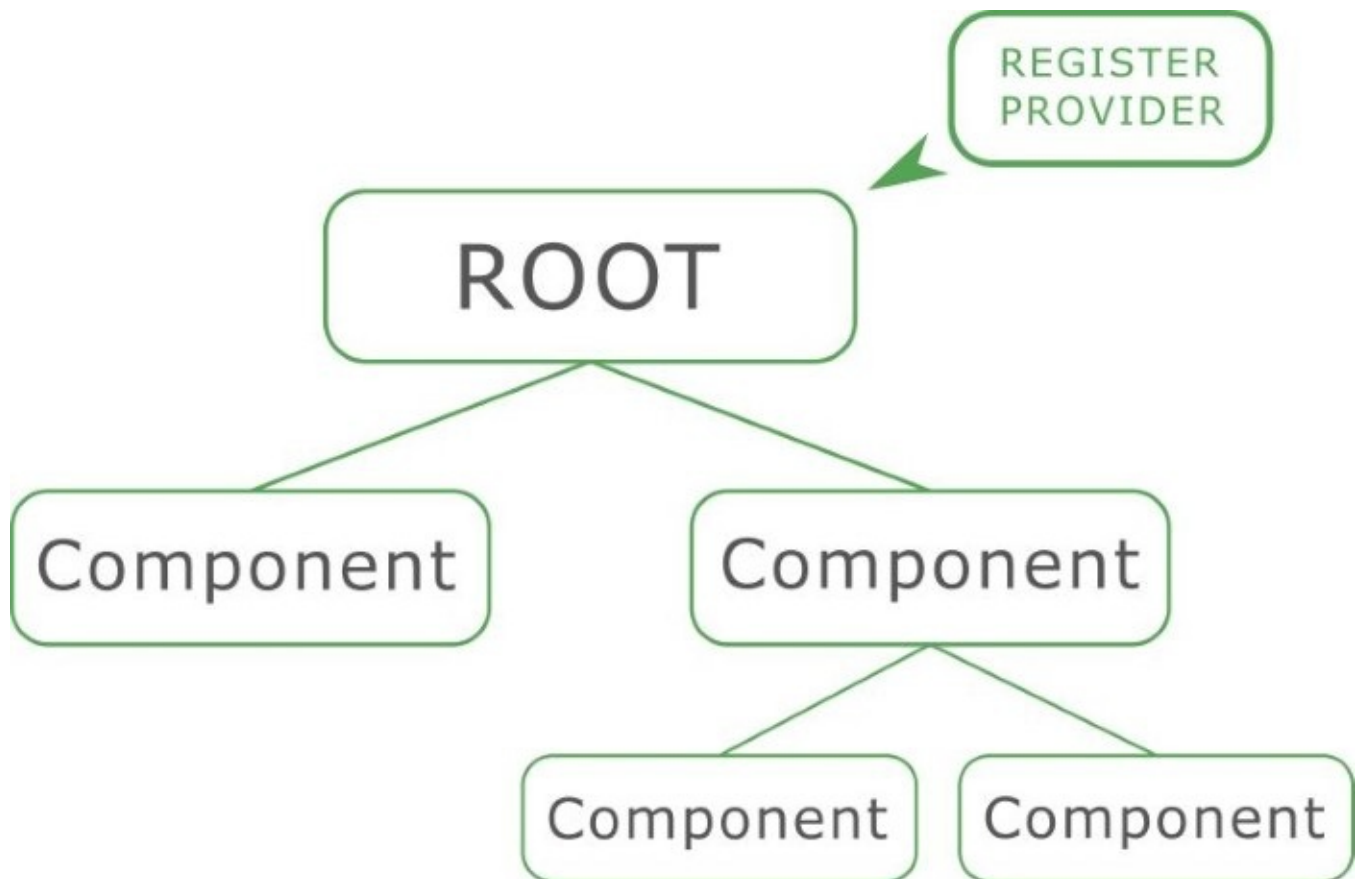 REGISTER
PROVIDER
ROOT
Component
Component
Component
Component